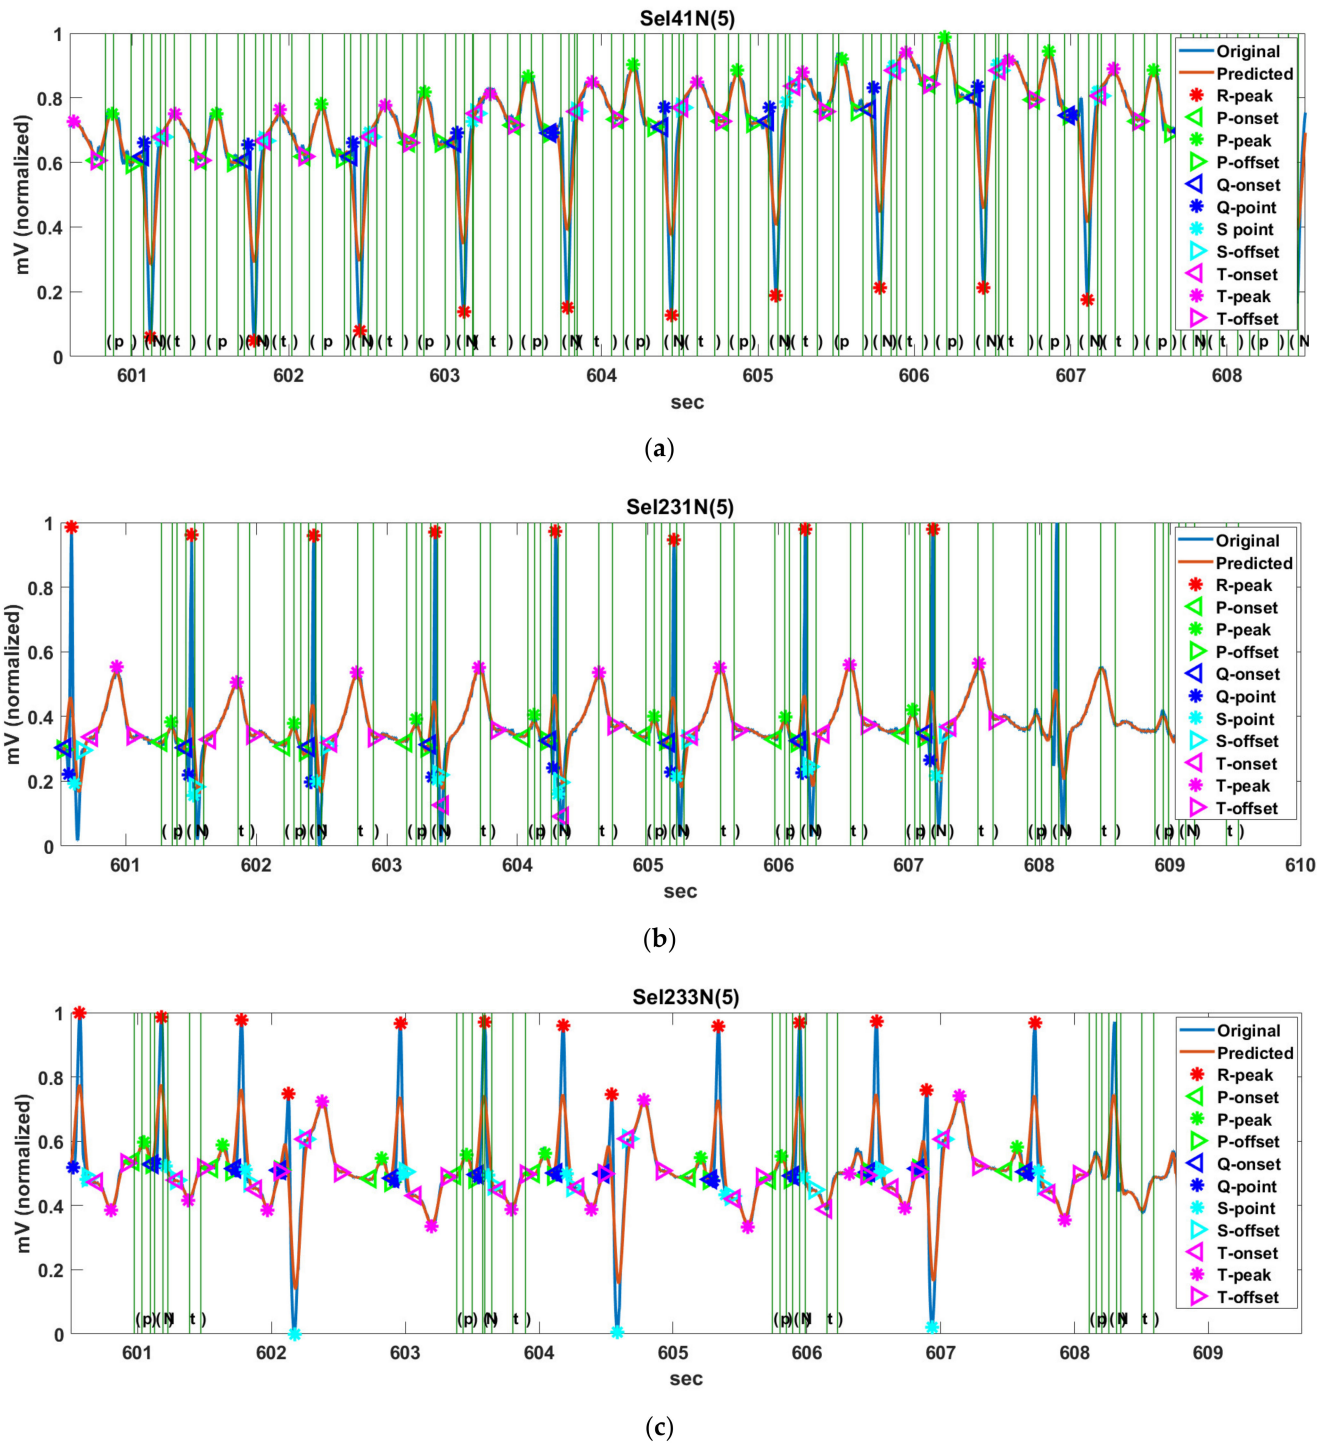 Sel41N(5)
mV (normalized)
1
0.8
0.6
0.4
0.2
0
Original
Predicted
R-peak
P-onset
P-peak
P-offset
Q-onset
Q-point
S point
S-offset
T-onset
T-peak
T-offset
(p) (N) (t) (p) (N) (t) (p) (N) (t) (p) (N) (t) (p) (N) (t) (p) (N) (t) (p) (N) (t) (p) (N) (t) (p) (N) (t) (p) (N) (t) (p) (N) (t) (p) (N
601 602 603 604 605 606 607 608
sec
(a)
Sel231N(5)
mV (normalized)
1
0.8
0.6
0.4
0.2
0
Original
Predicted
R-peak
P-onset
P-peak
P-offset
Q-onset
Q-point
S-point
S-offset
T-onset
T-peak
T-offset
(p) (N) t) (p) (N) t) (p) (N) t) (p) (N) t) (p) (N) t) (p) (N) t) (p) (N) t) (p) (N) t) (p) (N) t)
601 602 603 604 605 606 607 608 609 610
sec
(b)
Sel233N(5)
mV (normalized)
1
0.8
0.6
0.4
0.2
0
Original
Predicted
R-peak
P-onset
P-peak
P-offset
Q-onset
Q-point
S-point
S-offset
T-onset
T-peak
T-offset
(p) (N) t) (p) (N) t) (p) (N) t) (p) (N) t)
601 602 603 604 605 606 607 608 609
sec
(c)